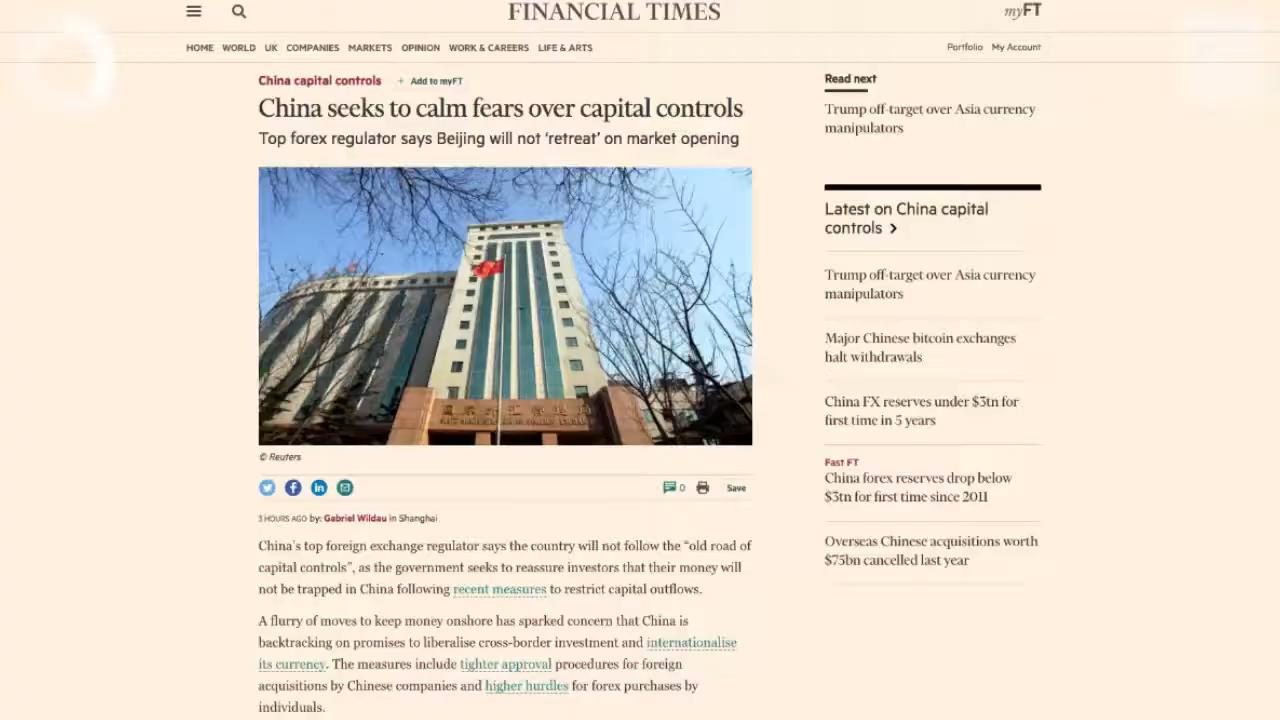 FINANCIAL TIMES
myFT
HOME WORLD UK COMPANIES MARKETS OPINION WORK & CAREERS LIFE & ARTS
Portfolio My Account
China capital controls + Add to myFT
China seeks to calm fears over capital controls
Top forex regulator says Beijing will not ‘retreat’ on market opening
© Reuters
0
Save
3 HOURS AGO by: Gabriel Wildau in Shanghai
China’s top foreign exchange regulator says the country will not follow the “old road of
capital controls”, as the government seeks to reassure investors that their money will
not be trapped in China following recent measures to restrict capital outflows.
A flurry of moves to keep money onshore has sparked concern that China is
backtracking on promises to liberalise cross-border investment and internationalise
its currency. The measures include tighter approval procedures for foreign
acquisitions by Chinese companies and higher hurdles for forex purchases by
individuals.
Read next
Trump off-target over Asia currency
manipulators
Latest on China capital
controls >
Trump off-target over Asia currency
manipulators
Major Chinese bitcoin exchanges
halt withdrawals
China FX reserves under $3tn for
first time in 5 years
Fast FT
China forex reserves drop below
$3tn for first time since 2011
Overseas Chinese acquisitions worth
$75bn cancelled last year